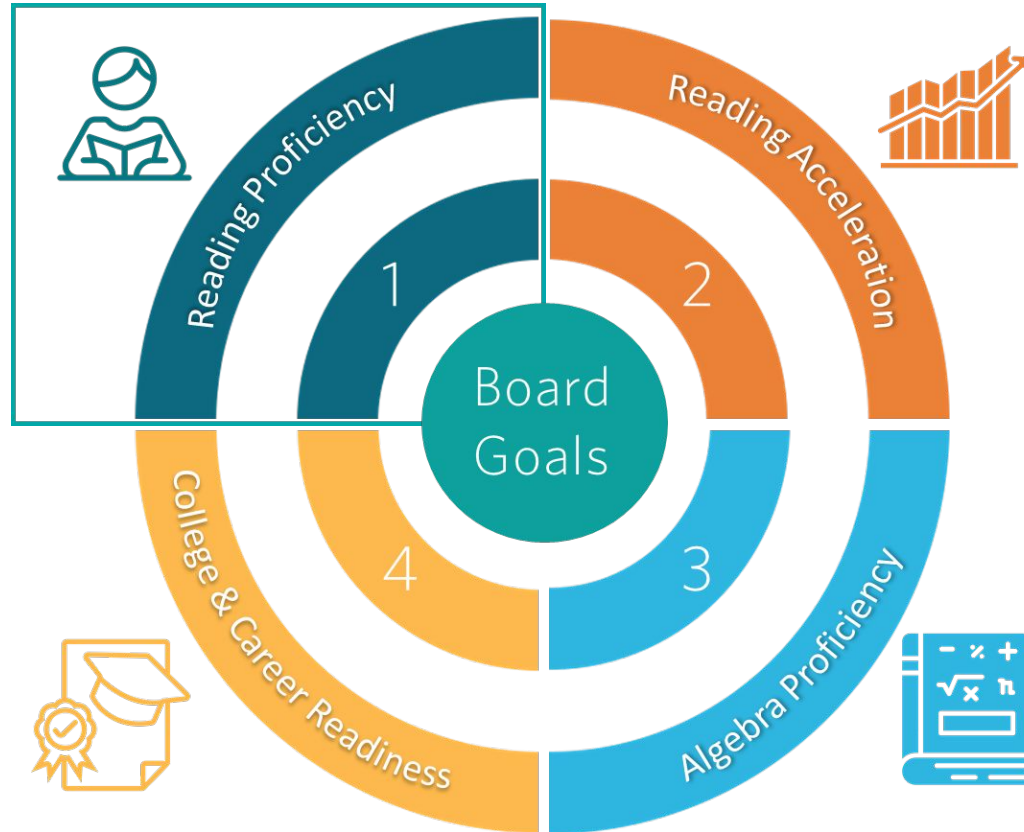 Reading Proficiency
1
Reading Acceleration
2
Board
Goals
College & Career Readiness
4
Algebra Proficiency
3
- % +
√x n